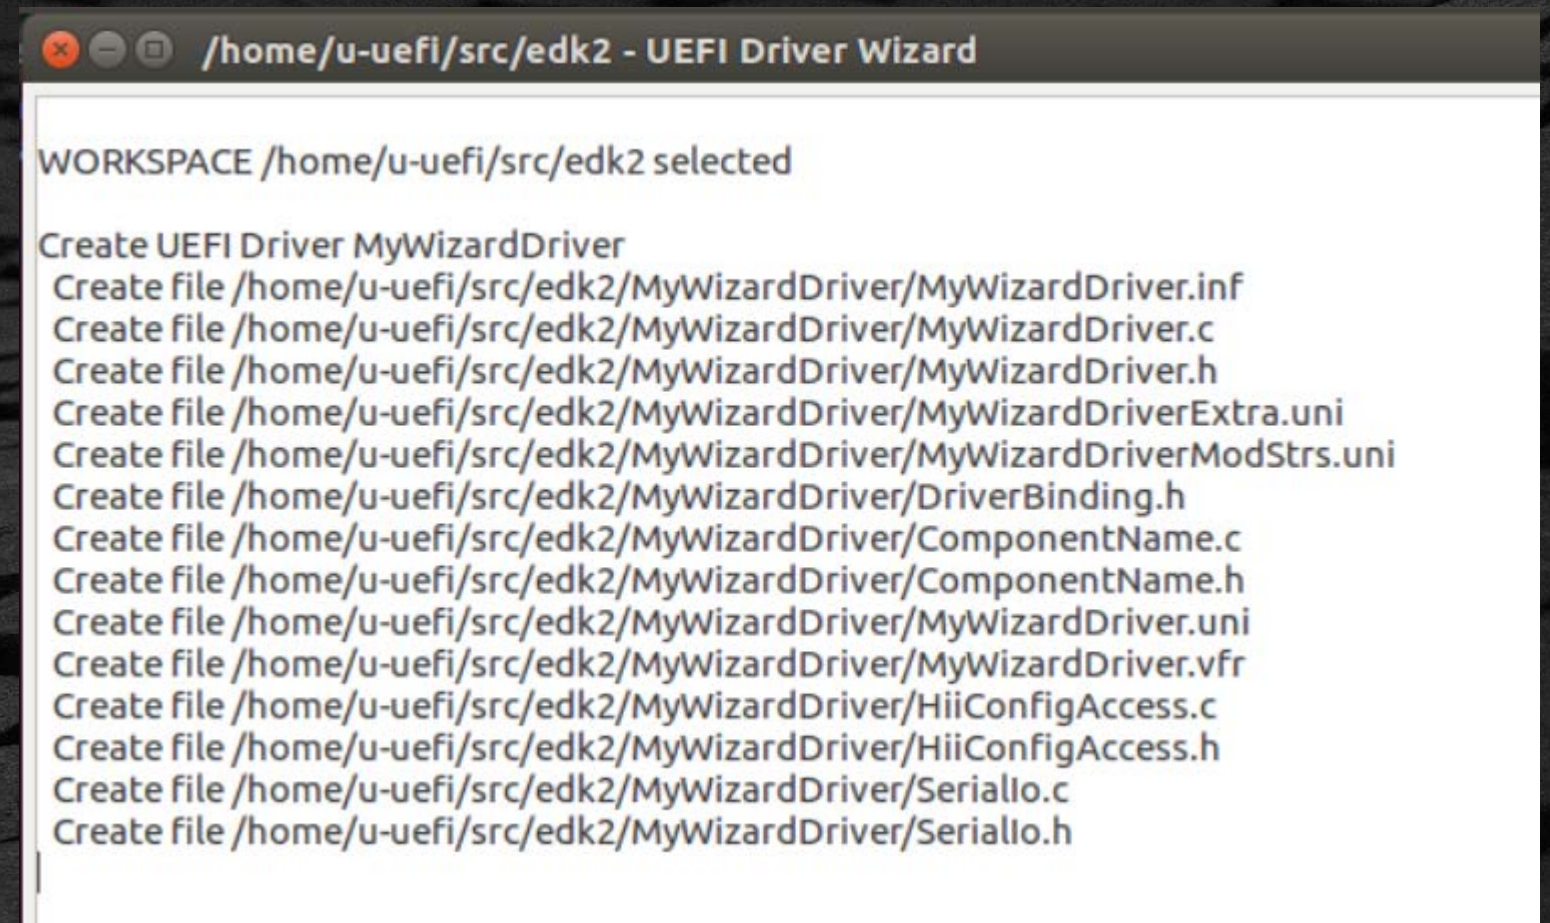 /home/u-uefi/src/edk2 - UEFI Driver Wizard
WORKSPACE /home/u-uefi/src/edk2 selected
Create UEFI Driver MyWizardDriver
Create file /home/u-uefi/src/edk2/MyWizardDriver/MyWizardDriver.inf
Create file /home/u-uefi/src/edk2/MyWizardDriver/MyWizardDriver.c
Create file /home/u-uefi/src/edk2/MyWizardDriver/MyWizardDriver.h
Create file /home/u-uefi/src/edk2/MyWizardDriver/MyWizardDriverExtra.uni
Create file /home/u-uefi/src/edk2/MyWizardDriver/MyWizardDriverModStrs.uni
Create file /home/u-uefi/src/edk2/MyWizardDriver/DriverBinding.h
Create file /home/u-uefi/src/edk2/MyWizardDriver/ComponentName.c
Create file /home/u-uefi/src/edk2/MyWizardDriver/ComponentName.h
Create file /home/u-uefi/src/edk2/MyWizardDriver/MyWizardDriver.uni
Create file /home/u-uefi/src/edk2/MyWizardDriver/MyWizardDriver.vfr
Create file /home/u-uefi/src/edk2/MyWizardDriver/HiiConfigAccess.c
Create file /home/u-uefi/src/edk2/MyWizardDriver/HiiConfigAccess.h
Create file /home/u-uefi/src/edk2/MyWizardDriver/SerialIo.c
Create file /home/u-uefi/src/edk2/MyWizardDriver/SerialIo.h